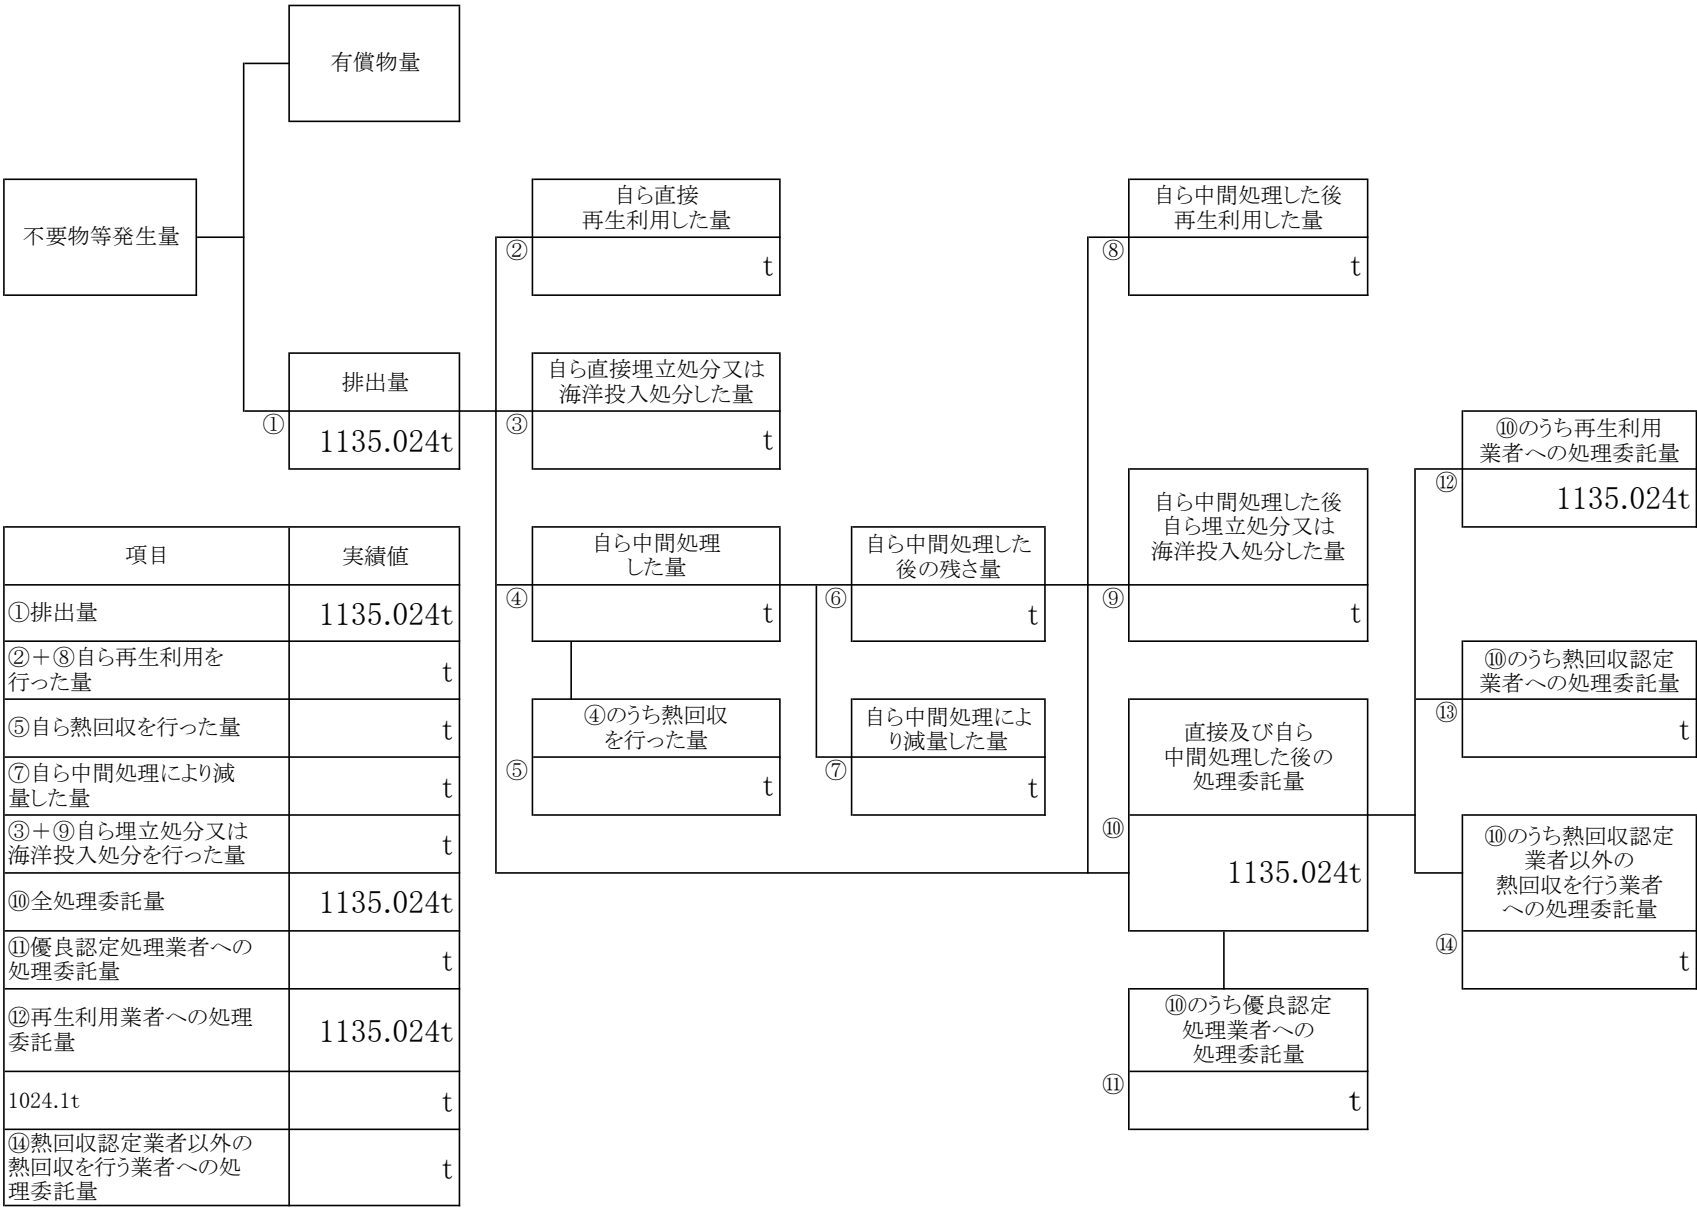 有償物量
不要物等発生量
自ら直接
再生利用した量
②
t
自ら中間処理した後
再生利用した量
⑧
t
排出量
①
1135.024t
自ら直接埋立処分又は
海洋投入処分した量
③
t
⑩のうち再生利用
業者への処理委託量
⑫
1135.024t
自ら中間処理した後
自ら埋立処分又は
海洋投入処分した量
⑨
t
自ら中間処理
した量
④
t
自ら中間処理した
後の残さ量
⑥
t
④のうち熱回収
を行った量
⑤
t
自ら中間処理によ
り減量した量
⑦
t
⑩のうち熱回収認定
業者への処理委託量
⑬
t
直接及び自ら
中間処理した後の
処理委託量
⑩
1135.024t
⑩のうち熱回収認定
業者以外の
熱回収を行う業者
への処理委託量
⑭
t
⑩のうち優良認定
処理業者への
処理委託量
⑪
t
項目 実績値
①排出量 1135.024t
②+⑧自ら再生利用を
行った量
t
⑤自ら熱回収を行った量 t
⑦自ら中間処理により減
量した量
t
③+⑨自ら埋立処分又は
海洋投入処分を行った量
t
⑩全処理委託量 1135.024t
⑪優良認定処理業者への
処理委託量
t
⑫再生利用業者への処理
委託量
1135.024t
1024.1t t
⑭熱回収認定業者以外の
熱回収を行う業者への処
理委託量
t